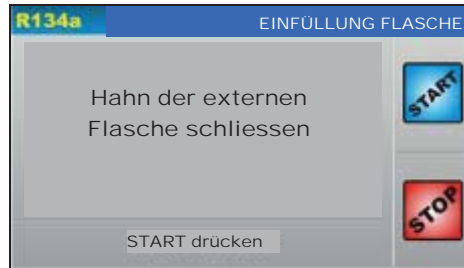 R134a
EINFÜLLUNG FLASCHE
Hahn der externen
Flasche schliessen
START
STOP
START drücken